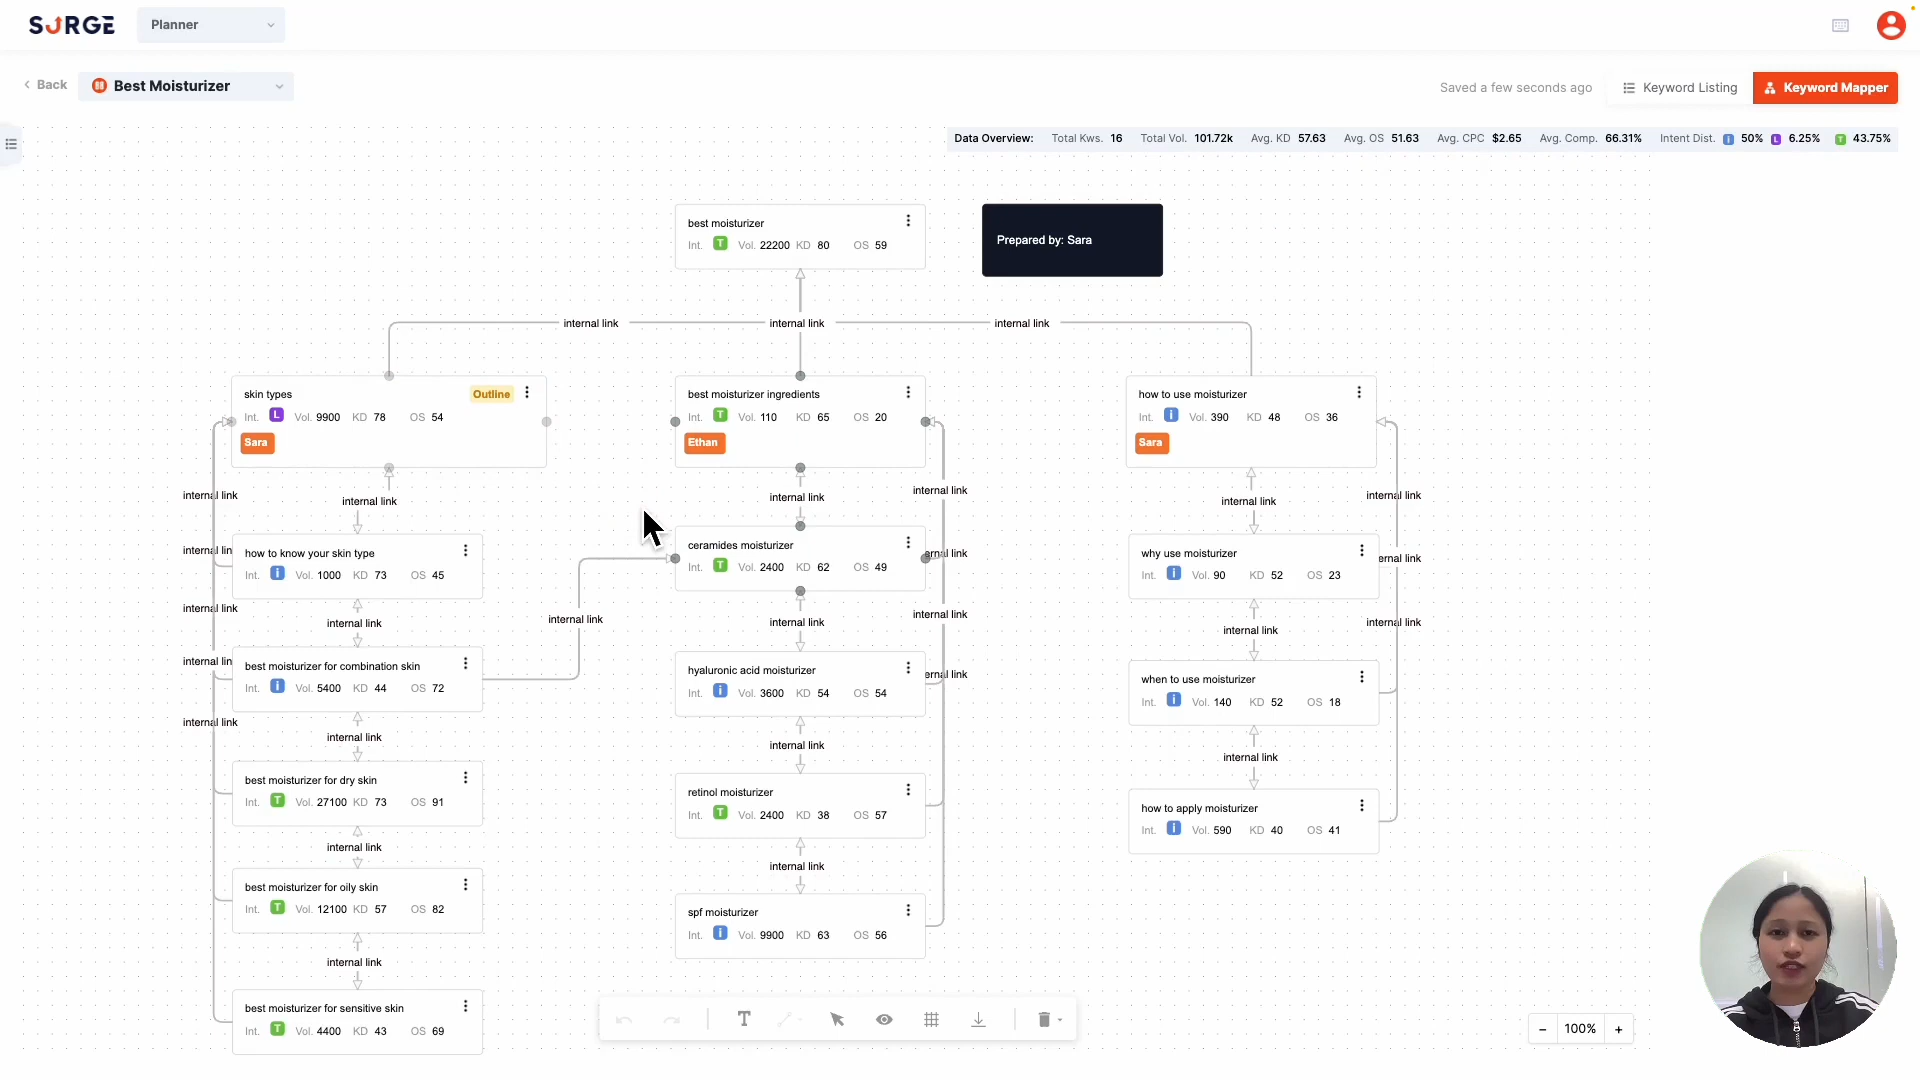 SURGE
Planner
Back
Best Moisturizer
Saved a few seconds ago
Keyword Listing
Keyword Mapper
Data Overview: Total Kws. 16 Total Vol. 101.72k Avg. KD 57.63 Avg. OS 51.63 Avg. CPC $2.65 Avg. Comp. 66.31% Intent Dist. i 50% L 6.25% T 43.75%
best moisturizer
Int. T Vol. 22200 KD 80 OS 59
Prepared by: Sara
internal link
internal link
internal link
skin types
Outline
Int. L Vol. 9900 KD 78 OS 54
Sara
best moisturizer ingredients
Int. T Vol. 110 KD 65 OS 20
Ethan
how to use moisturizer
Int. i Vol. 390 KD 48 OS 36
Sara
internal link
internal link
internal link
internal link
internal link
internal link
how to know your skin type
Int. i Vol. 1000 KD 73 OS 45
internal lin
ceramides moisturizer
Int. T Vol. 2400 KD 62 OS 49
ernal link
why use moisturizer
Int. i Vol. 90 KD 52 OS 23
ernal link
internal link
internal link
internal link
internal link
internal link
internal link
internal link
best moisturizer for combination skin
Int. i Vol. 5400 KD 44 OS 72
internal lin
hyaluronic acid moisturizer
Int. i Vol. 3600 KD 54 OS 54
ernal link
when to use moisturizer
Int. i Vol. 140 KD 52 OS 18
internal link
internal link
internal link
internal link
best moisturizer for dry skin
Int. T Vol. 27100 KD 73 OS 91
retinol moisturizer
Int. T Vol. 2400 KD 38 OS 57
how to apply moisturizer
Int. i Vol. 590 KD 40 OS 41
internal link
internal link
best moisturizer for oily skin
Int. T Vol. 12100 KD 57 OS 82
spf moisturizer
Int. i Vol. 9900 KD 63 OS 56
internal link
best moisturizer for sensitive skin
Int. T Vol. 4400 KD 43 OS 69
T
− 100% +